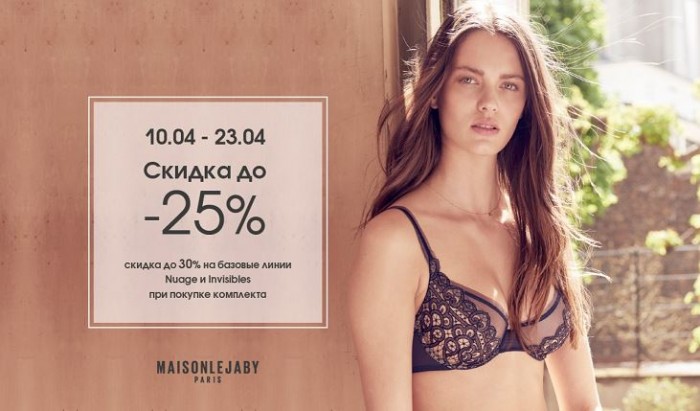 10.04 - 23.04
Скидка до
-25%
скидка до 30% на базовые линии
Nuage и Invisibles
при покупке комплекта
MAISONLEJABY
PARIS